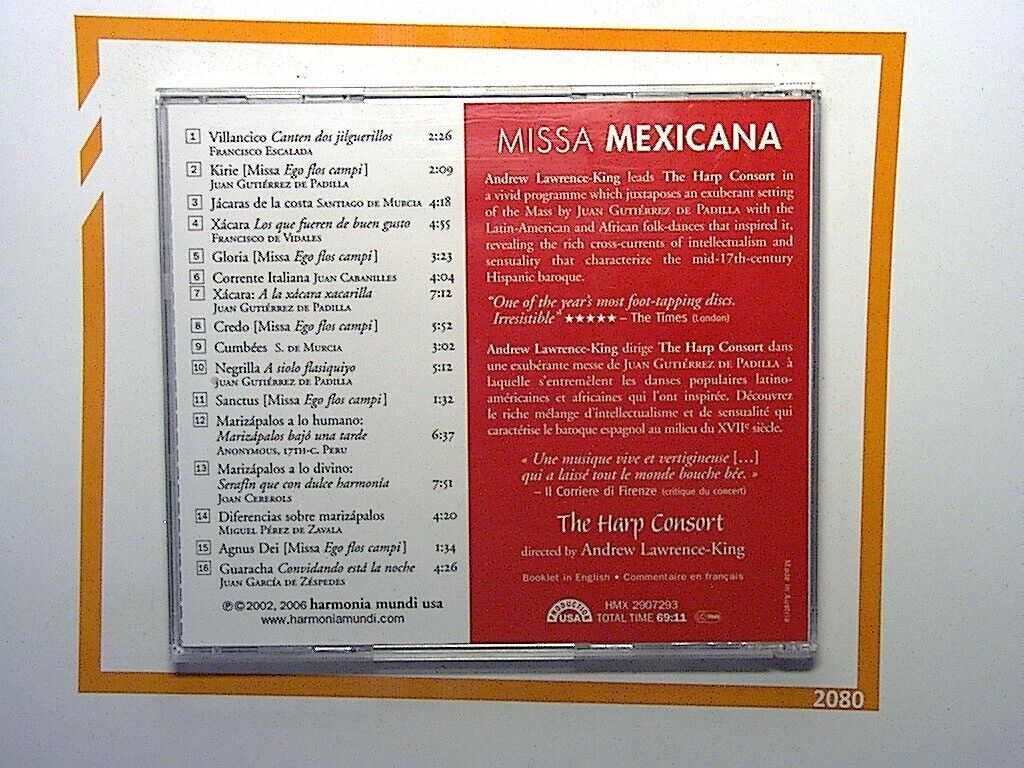 1 Villancico Canten dos jilguerillos 2:26
FRANCISCO ESCALADA
2 Kirie [Missa Ego flos campi] 2:09
JUAN GUTIÉRREZ DE PADILLA
3 Jácaras de la costa SANTIAGO DE MURCIA 4:18
4 Xácara Los que fueren de buen gusto 4:55
FRANCISCO DE VIDALES
5 Gloria [Missa Ego flos campi] 3:23
6 Corrente Italiana JUAN CABANILLES 4:04
7 Xácara: A la xácara xacarilla 7:12
JUAN GUTIÉRREZ DE PADILLA
8 Credo [Missa Ego flos campi] 5:52
9 Cumbées S. DE MURCIA 3:02
10 Negrilla A siolo flasiquiyo 5:12
JUAN GUTIÉRREZ DE PADILLA
11 Sanctus [Missa Ego flos campi] 1:32
12 Marizápalos a lo humano:
Marizápalos bajó una tarde 6:37
ANONYMOUS, 17TH-C. PERU
13 Marizápalos a lo divino:
Serafin que con dulce harmonía 7:51
JOAN CEREROLS
14 Diferencias sobre marizápalos 4:20
MIGUEL PÉREZ DE ZAVALA
15 Agnus Dei [Missa Ego flos campi] 1:34
16 Guaracha Convidando está la noche 4:26
JUAN GARCÍA DE ZÉSPEDES
℗©2002, 2006 harmonia mundi usa
www.harmoniamundi.com
MISSA MEXICANA
Andrew Lawrence-King leads The Harp Consort in
a vivid programme which juxtaposes an exuberant setting
of the Mass by JUAN GUTIÉRREZ DE PADILLA with the
Latin-American and African folk-dances that inspired it,
revealing the rich cross-currents of intellectualism and
sensuality that characterize the mid-17th-century
Hispanic baroque.
"One of the year's most foot-tapping discs.
Irresistible" ★★★★★ – The Times (London)
Andrew Lawrence-King dirige The Harp Consort dans
une exubérante messe de JUAN GUTIÉRREZ DE PADILLA à
laquelle s'entremêlent les danses populaires latino-
américaines et africaines qui l'ont inspirée. Découvrez
le riche mélange d'intellectualisme et de sensualité qui
caractérise le baroque espagnol au milieu du XVIIe siècle.
« Une musique vive et vertigineuse [...]
qui a laissé tout le monde bouche bée. »
– Il Corriere di Firenze (critique du concert)
The Harp Consort
directed by Andrew Lawrence-King
Booklet in English • Commentaire en français
PRODUCTION USA
HMX 2907293
TOTAL TIME 69:11
Made in Austria
2080